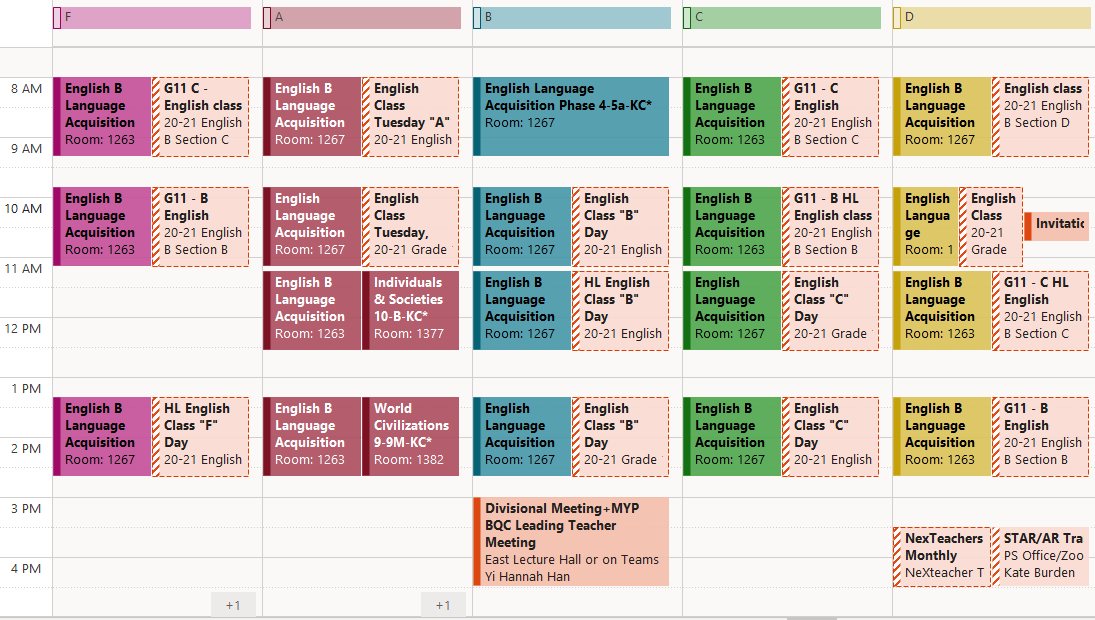 F
A
B
C
D
8 AM
9 AM
10 AM
11 AM
12 PM
1 PM
2 PM
3 PM
4 PM
English B
Language
Acquisition
Room: 1263
G11 C -
English class
20-21 English
B Section C
English B
Language
Acquisition
Room: 1267
English
Class
Tuesday "A"
20-21 English
English Language
Acquisition Phase 4-5a-KC*
Room: 1267
English B
Language
Acquisition
Room: 1263
G11 - C
English
20-21 English
B Section C
English B
Language
Acquisition
Room: 1267
English class
20-21 English
B Section D
English B
Language
Acquisition
Room: 1263
G11 - B
English
20-21 English
B Section B
English
Language
Acquisition
Room: 1267
English
Class
Tuesday,
20-21 Grade
English B
Language
Acquisition
Room: 1267
English
Class "B"
Day
20-21 English
English B
Language
Acquisition
Room: 1263
G11 - B HL
English class
20-21 English
B Section B
English
Langua
ge
Room: 1
English
Class
20-21
Grade
Invitatic
English B
Language
Acquisition
Room: 1263
Individuals
& Societies
10-B-KC*
Room: 1377
English B
Language
Acquisition
Room: 1267
HL English
Class "B"
Day
20-21 English
English
Language
Acquisition
Room: 1267
English
Class "C"
Day
20-21 Grade
English B
Language
Acquisition
Room: 1263
G11 - C HL
English
20-21 English
B Section C
English B
Language
Acquisition
Room: 1267
HL English
Class "F"
Day
20-21 English
English B
Language
Acquisition
Room: 1263
World
Civilizations
9-9M-KC*
Room: 1382
English
Language
Acquisition
Room: 1267
English
Class "B"
Day
20-21 Grade
English B
Language
Acquisition
Room: 1267
English
Class "C"
Day
20-21 English
English B
Language
Acquisition
Room: 1263
G11 - B
English
20-21 English
B Section B
Divisional Meeting+MYP
BQC Leading Teacher
Meeting
East Lecture Hall or on Teams
Yi Hannah Han
NexTeachers
Monthly
NeXteacher T
STAR/AR Tra
PS Office/Zoo
Kate Burden
+1
+1